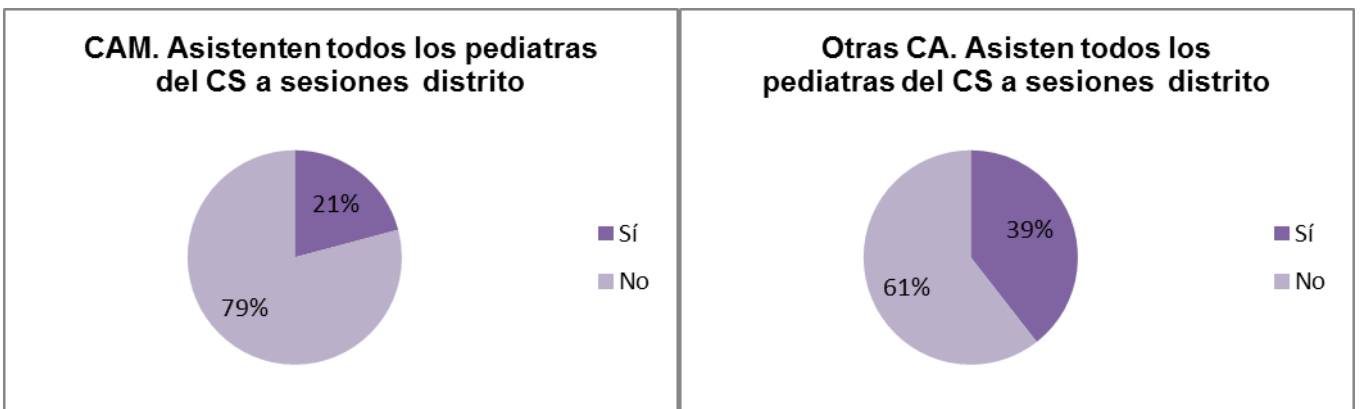 CAM. Asistenten todos los pediatras
del CS a sesiones distrito
21%
79%
Sí
No
Otras CA. Asisten todos los
pediatras del CS a sesiones distrito
39%
61%
Sí
No